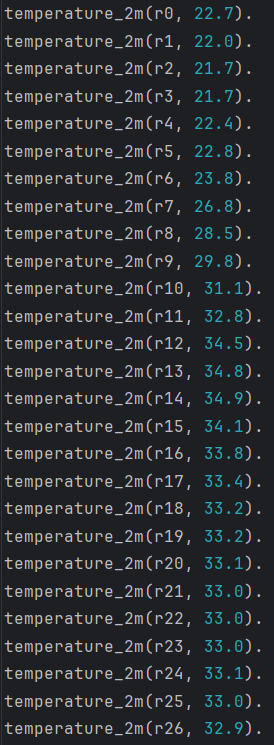 temperature_2m(r0, 22.7).
temperature_2m(r1, 22.0).
temperature_2m(r2, 21.7).
temperature_2m(r3, 21.7).
temperature_2m(r4, 22.4).
temperature_2m(r5, 22.8).
temperature_2m(r6, 23.8).
temperature_2m(r7, 26.8).
temperature_2m(r8, 28.5).
temperature_2m(r9, 29.8).
temperature_2m(r10, 31.1).
temperature_2m(r11, 32.8).
temperature_2m(r12, 34.5).
temperature_2m(r13, 34.8).
temperature_2m(r14, 34.9).
temperature_2m(r15, 34.1).
temperature_2m(r16, 33.8).
temperature_2m(r17, 33.4).
temperature_2m(r18, 33.2).
temperature_2m(r19, 33.2).
temperature_2m(r20, 33.1).
temperature_2m(r21, 33.0).
temperature_2m(r22, 33.0).
temperature_2m(r23, 33.0).
temperature_2m(r24, 33.1).
temperature_2m(r25, 33.0).
temperature_2m(r26, 32.9).